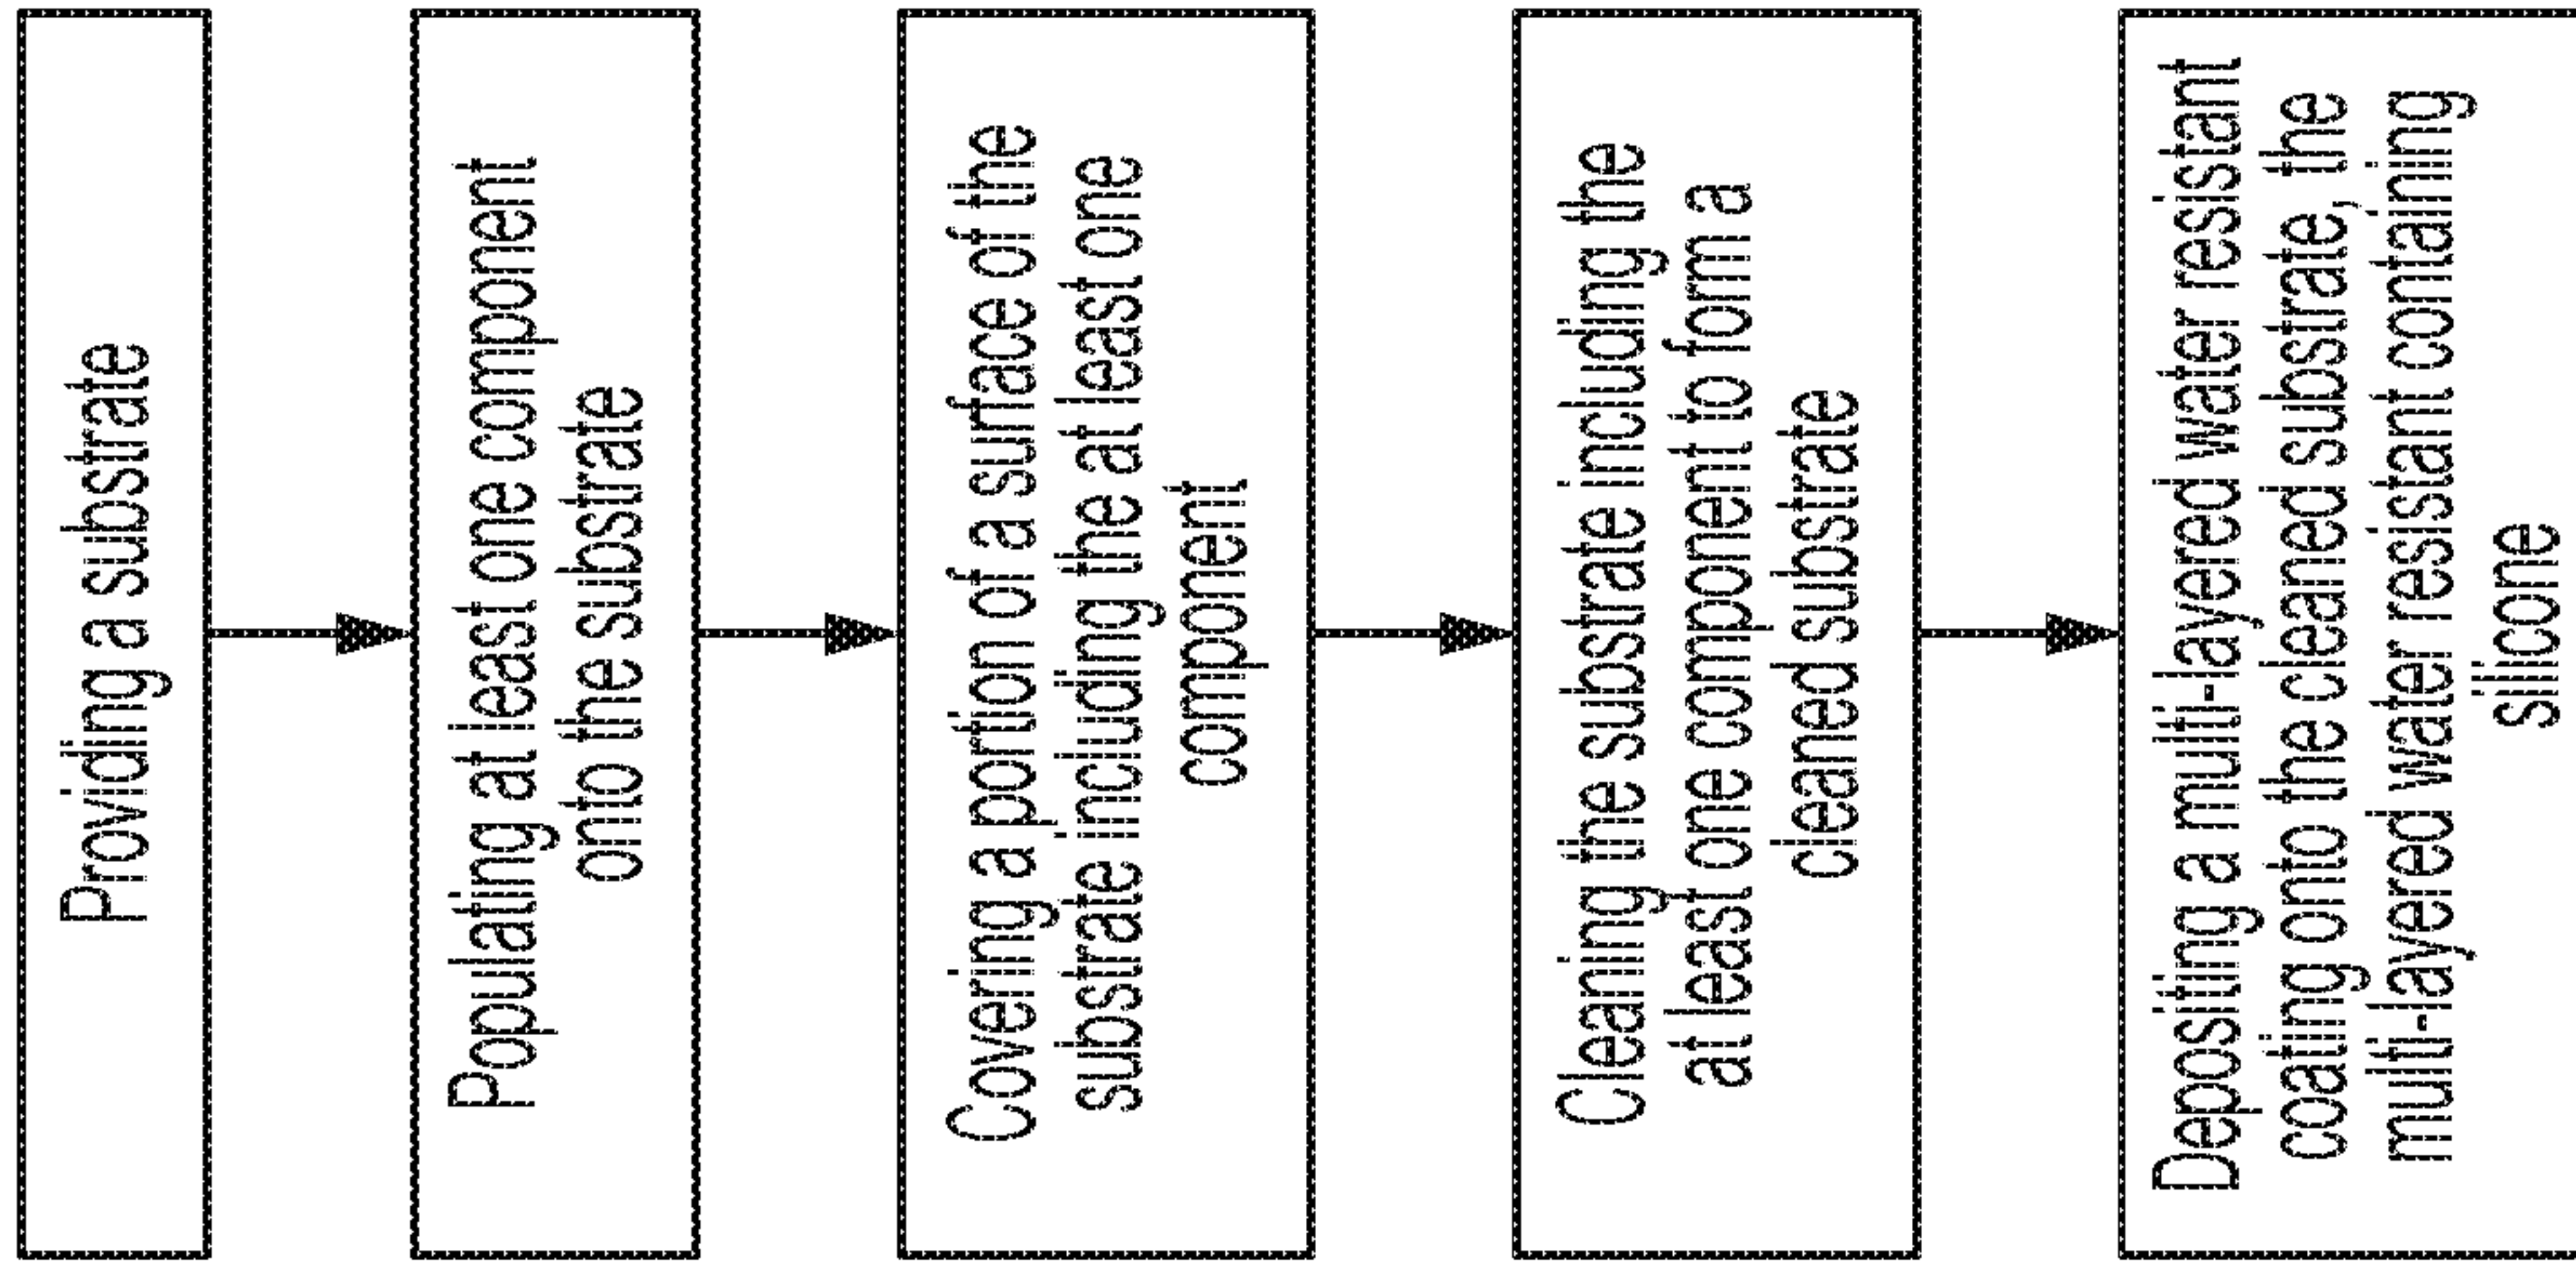 Providing a substrate
Populating at least one component
onto the substrate
Covering a portion of a surface of the
substrate including the at least one
component
Cleaning the substrate including the
at least one component to form a
cleaned substrate
Depositing a multi-layered water resistant
coating onto the cleaned substrate, the
multi-layered water resistant containing
silicone